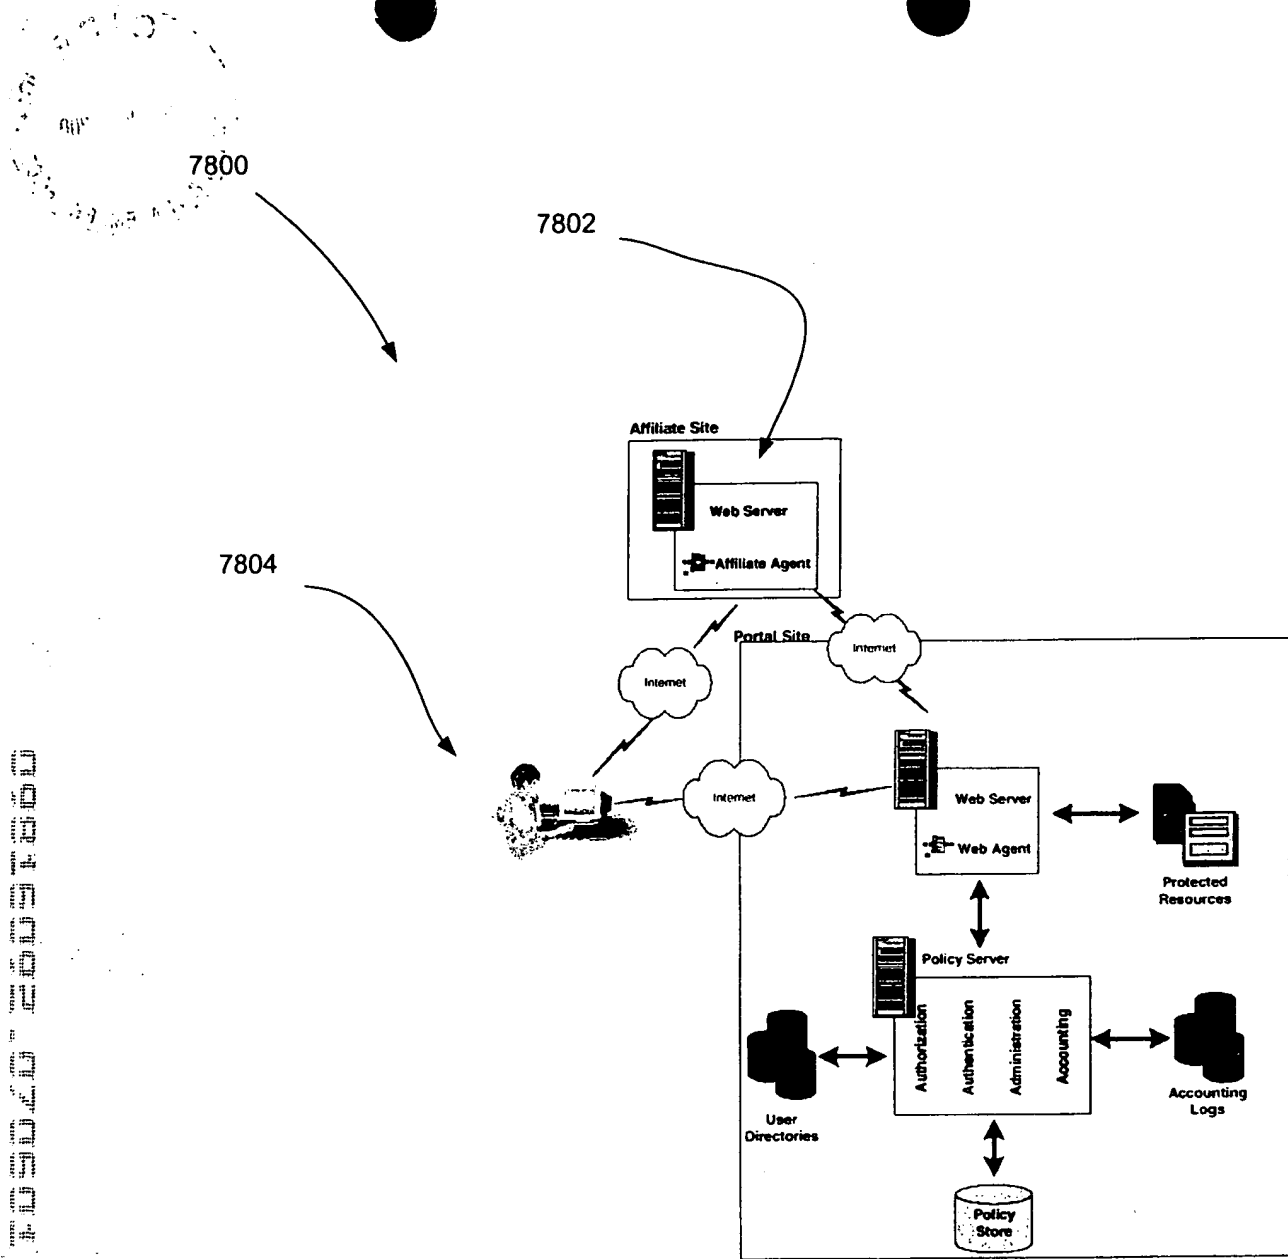 7800
7802
Affiliate Site
Web Server
Affiliate Agent
7804
Portal Site
Internet
Internet
Internet
Web Server
Web Agent
Protected
Resources
Policy Server
Authorization
Authentication
Administration
Accounting
User
Directories
Accounting
Logs
Policy
Store